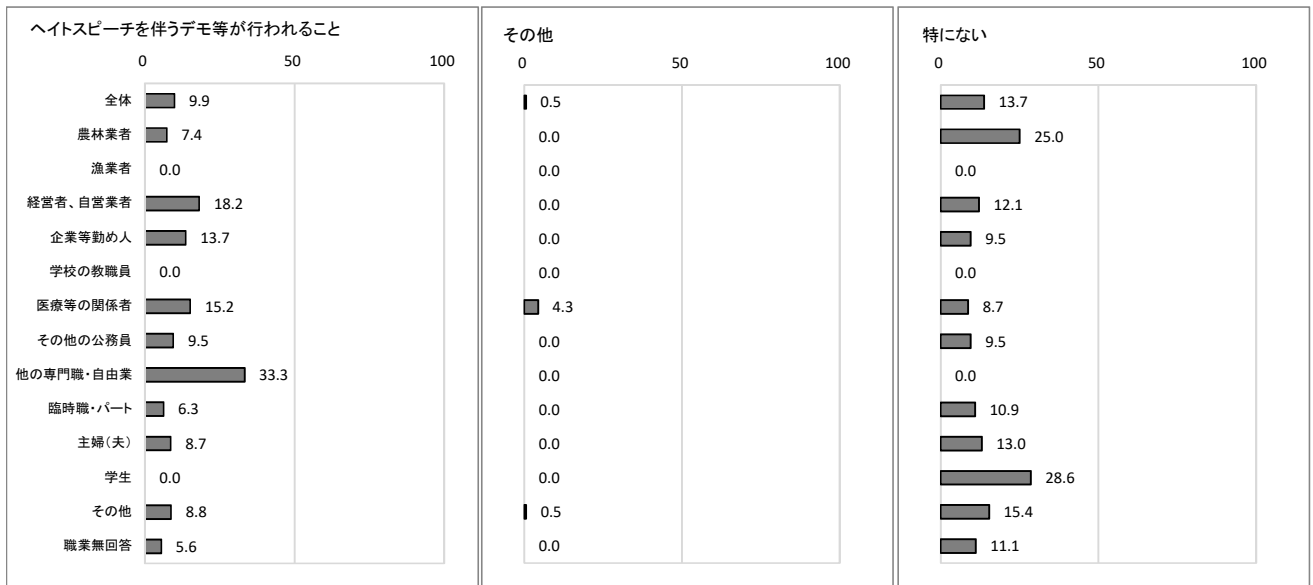 ヘイトスピーチを伴うデモ等が行われること
その他
特にない
0 50 100
0 50 100
0 50 100
全体 9.9 0.5 13.7
農林業者 7.4 0.0 25.0
漁業者 0.0 0.0 0.0
経営者、自営業者 18.2 0.0 12.1
企業等勤め人 13.7 0.0 9.5
学校の教職員 0.0 0.0 0.0
医療等の関係者 15.2 4.3 8.7
その他の公務員 9.5 0.0 9.5
他の専門職・自由業 33.3 0.0 0.0
臨時職・パート 6.3 0.0 10.9
主婦(夫) 8.7 0.0 13.0
学生 0.0 0.0 28.6
その他 8.8 0.5 15.4
職業無回答 5.6 0.0 11.1